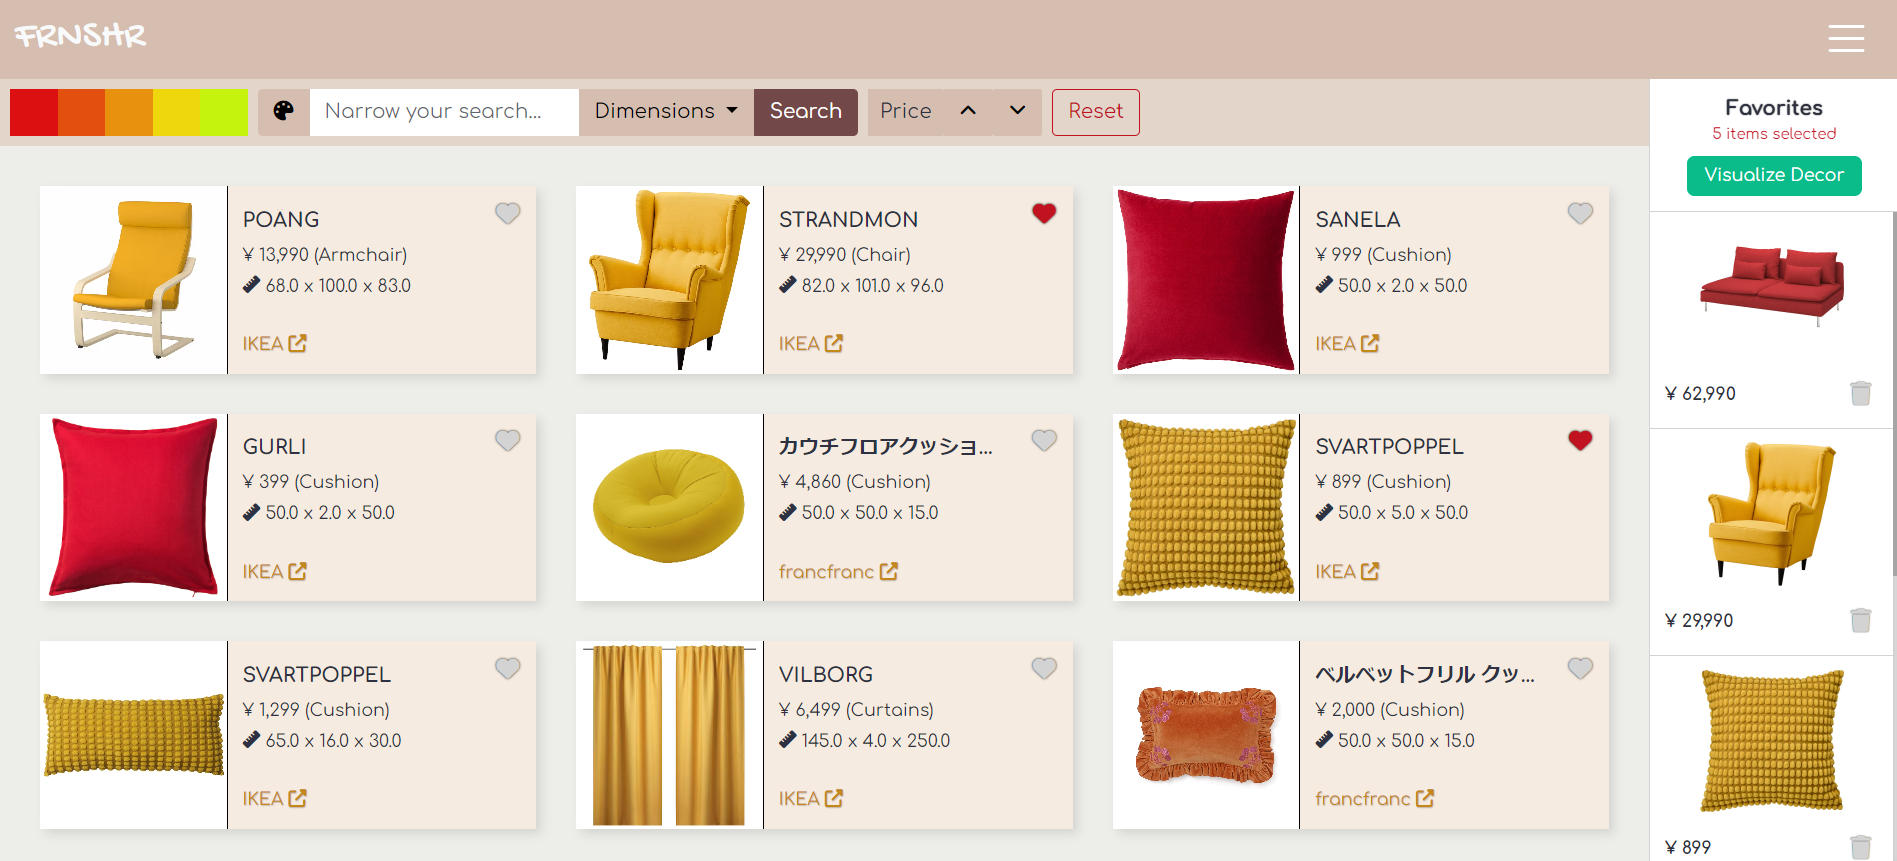 FRNSHR
Narrow your search...
Dimensions
Search
Price
Reset
Favorites
5 items selected
Visualize Decor
POANG
¥ 13,990 (Armchair)
68.0 x 100.0 x 83.0
IKEA
STRANDMON
¥ 29,990 (Chair)
82.0 x 101.0 x 96.0
IKEA
SANELA
¥ 999 (Cushion)
50.0 x 2.0 x 50.0
IKEA
GURLI
¥ 399 (Cushion)
50.0 x 2.0 x 50.0
IKEA
カウチフロアクッショ...
¥ 4,860 (Cushion)
50.0 x 50.0 x 15.0
francfranc
SVARTPOPPEL
¥ 899 (Cushion)
50.0 x 5.0 x 50.0
IKEA
SVARTPOPPEL
¥ 1,299 (Cushion)
65.0 x 16.0 x 30.0
IKEA
VILBORG
¥ 6,499 (Curtains)
145.0 x 4.0 x 250.0
IKEA
ベルベットフリル クッ...
¥ 2,000 (Cushion)
50.0 x 50.0 x 15.0
francfranc
¥ 62,990
¥ 29,990
¥ 899